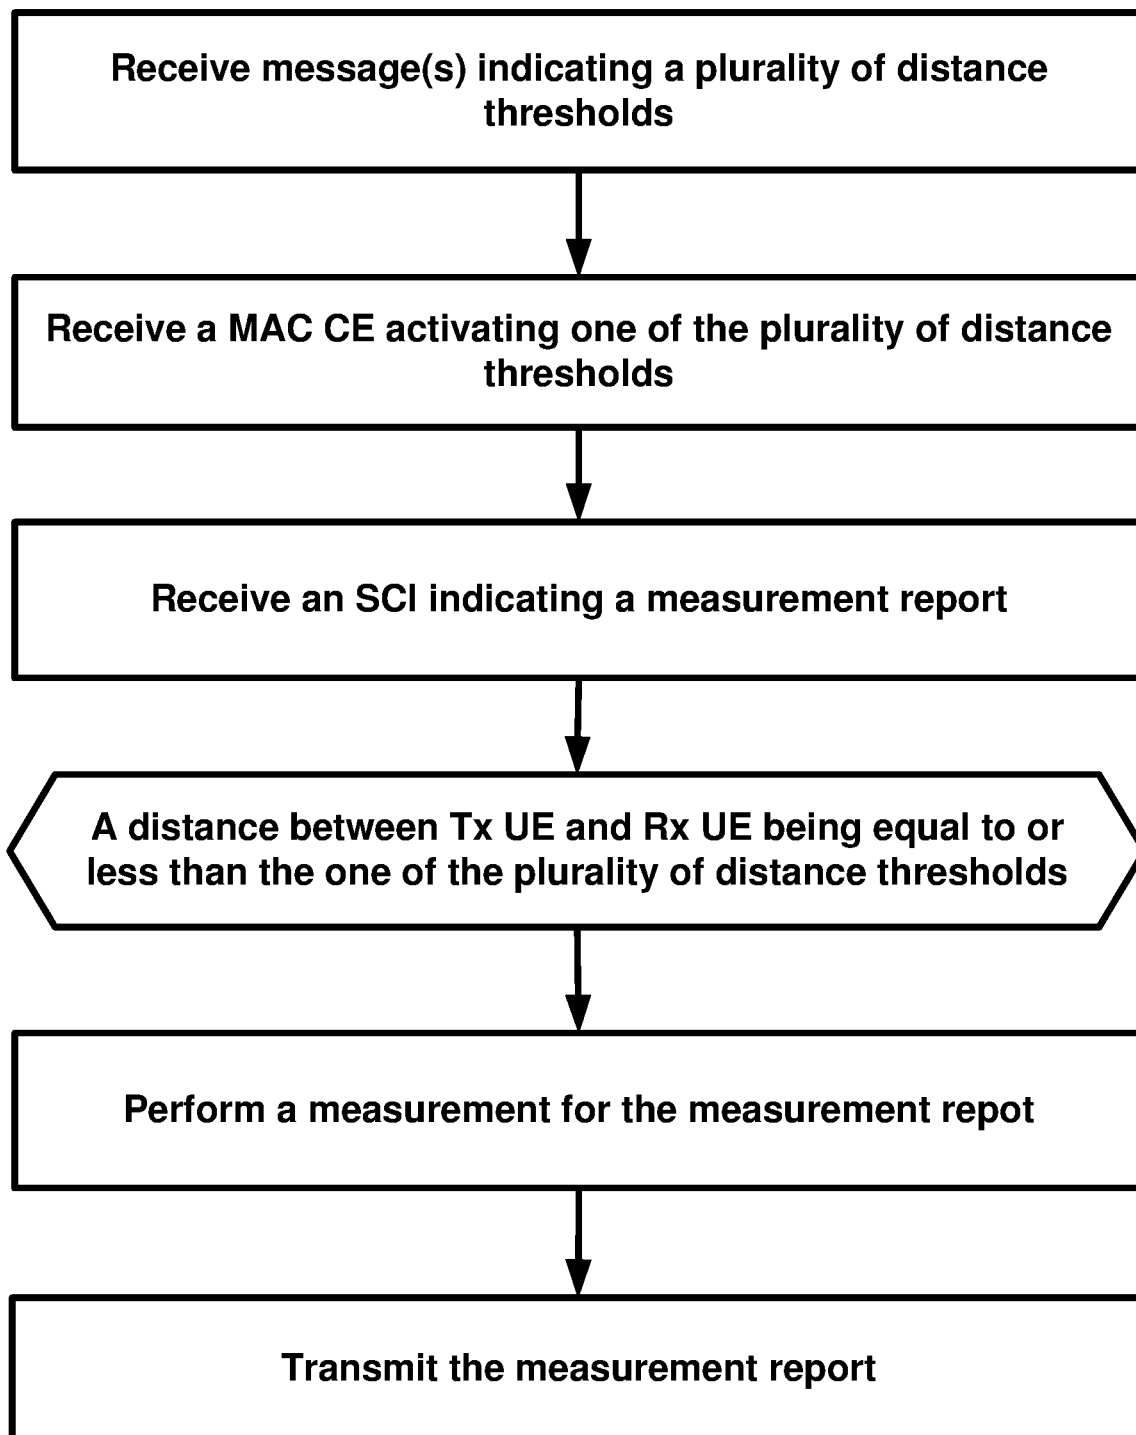 Receive message(s) indicating a plurality of distance
thresholds
Receive a MAC CE activating one of the plurality of distance
thresholds
Receive an SCI indicating a measurement report
A distance between Tx UE and Rx UE being equal to or
less than the one of the plurality of distance thresholds
Perform a measurement for the measurement repot
Transmit the measurement report